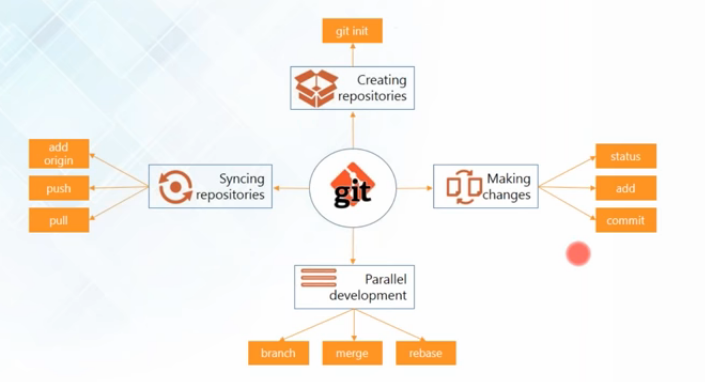 git init
Creating
repositories
add
origin
push
pull
Syncing
repositories
git
Making
changes
status
add
commit
Parallel
development
branch
merge
rebase